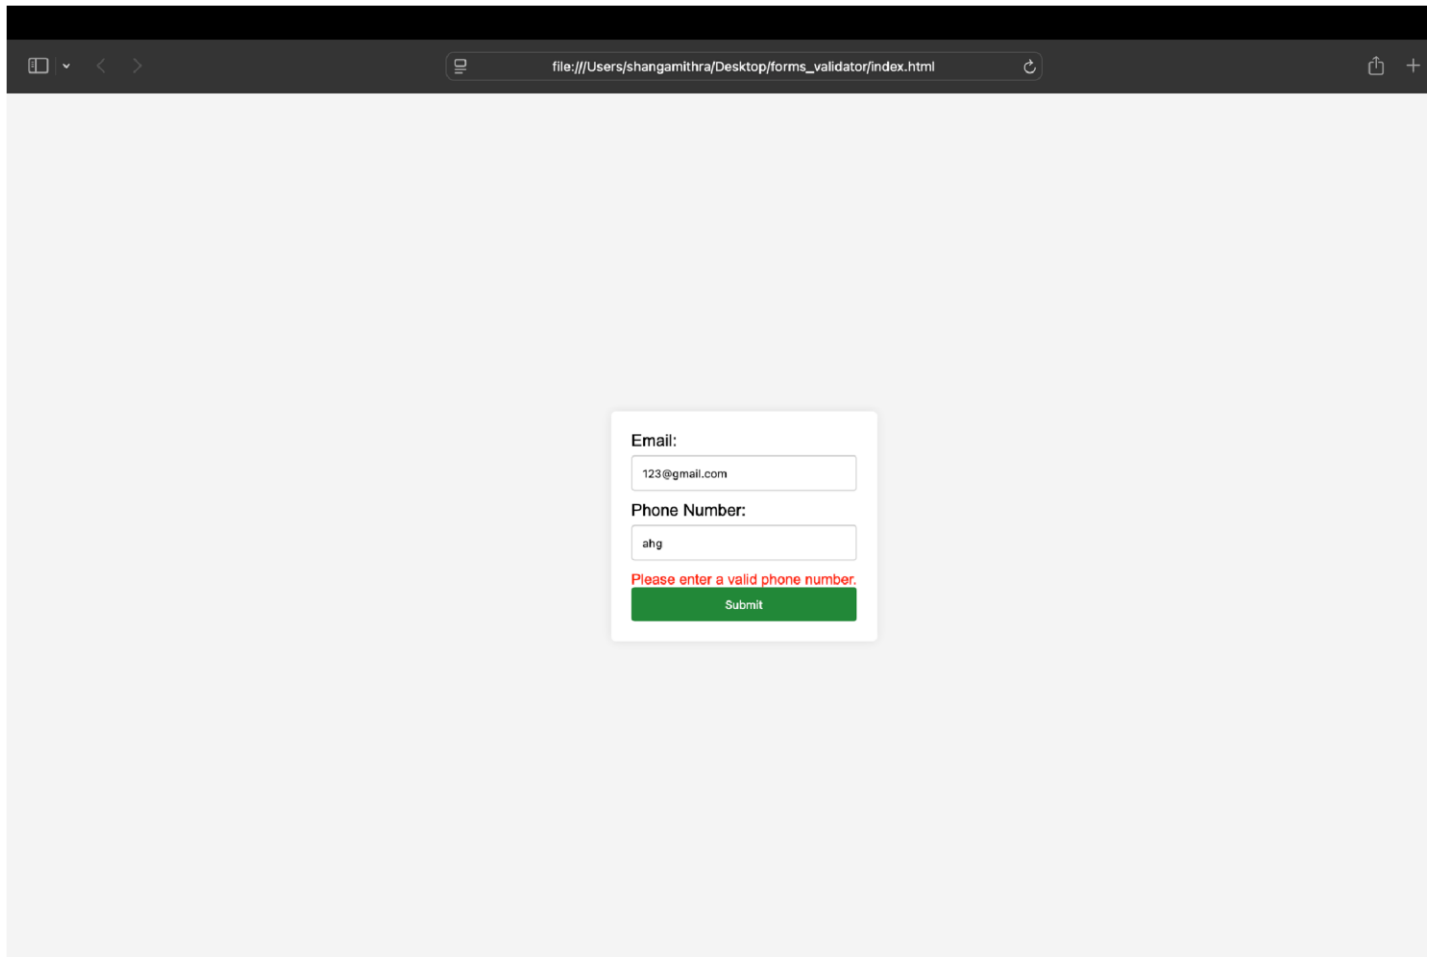 file:///Users/shangamithra/Desktop/forms_validator/index.html
Email:
123@gmail.com
Phone Number:
ahg
Please enter a valid phone number.
Submit